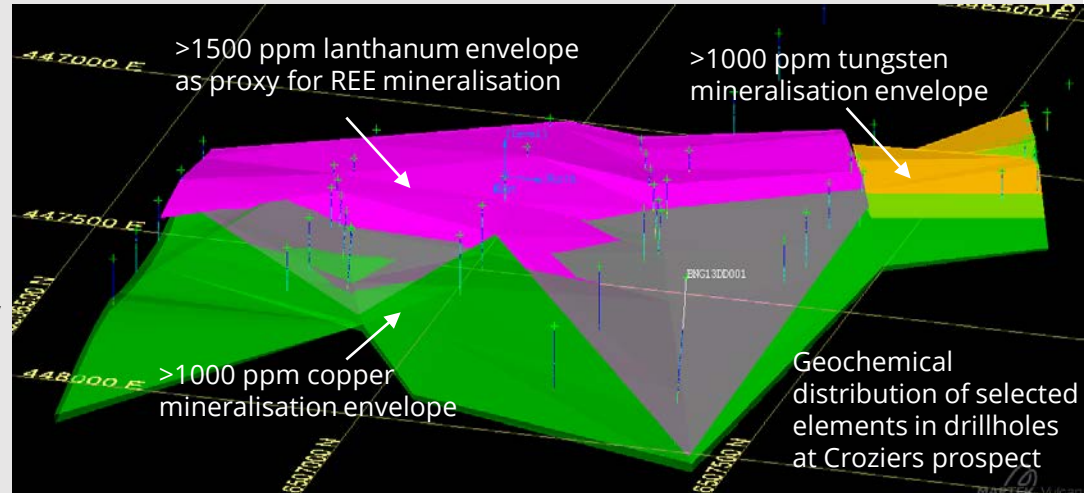 447000 E
>1500 ppm lanthanum envelope
as proxy for REE mineralisation
>1000 ppm tungsten
mineralisation envelope
447500 E
BNG13DD001
448000 E
>1000 ppm copper
mineralisation envelope
6507500 N
Geochemical
distribution of selected
elements in drillholes
at Croziers prospect